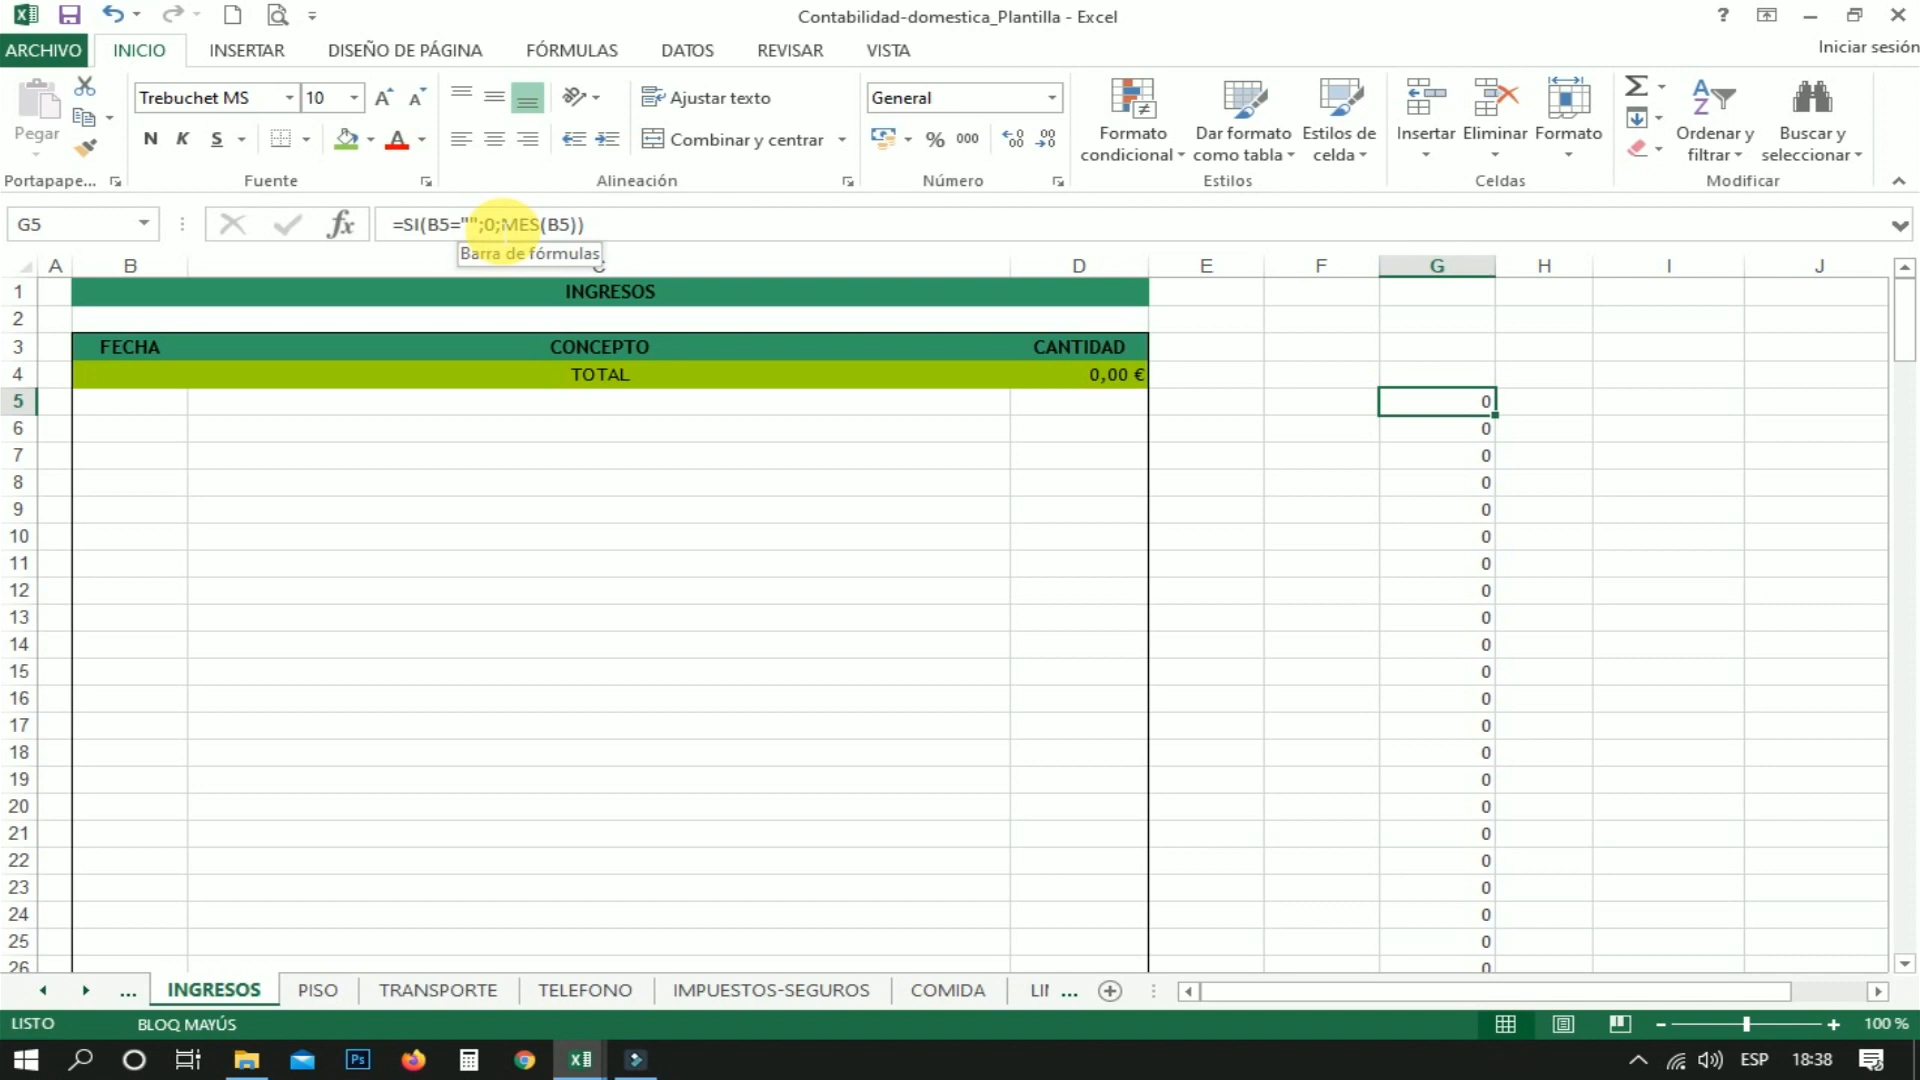 Contabilidad-domestica_Plantilla - Excel
?
ARCHIVO INICIO INSERTAR DISEÑO DE PÁGINA FÓRMULAS DATOS REVISAR VISTA Iniciar sesión
Trebuchet MS 10 Ajustar texto General
Pegar N K S A Combinar y centrar % 000 Formato condicional Dar formato como tabla Estilos de celda Insertar Eliminar Formato Ordenar y filtrar Buscar y seleccionar
Portapape... Fuente Alineación Número Estilos Celdas Modificar
G5 fx =SI(B5="";0;MES(B5))
Barra de fórmulas
A B C D E F G H I J
1 INGRESOS
2
3 FECHA CONCEPTO CANTIDAD
4 TOTAL 0,00 €
5 0
6 0
7 0
8 0
9 0
10 0
11 0
12 0
13 0
14 0
15 0
16 0
17 0
18 0
19 0
20 0
21 0
22 0
23 0
24 0
25 0
26 0
... INGRESOS PISO TRANSPORTE TELEFONO IMPUESTOS-SEGUROS COMIDA ...
LISTO BLOQ MAYÚS 100 %
Ps ESP 18:38